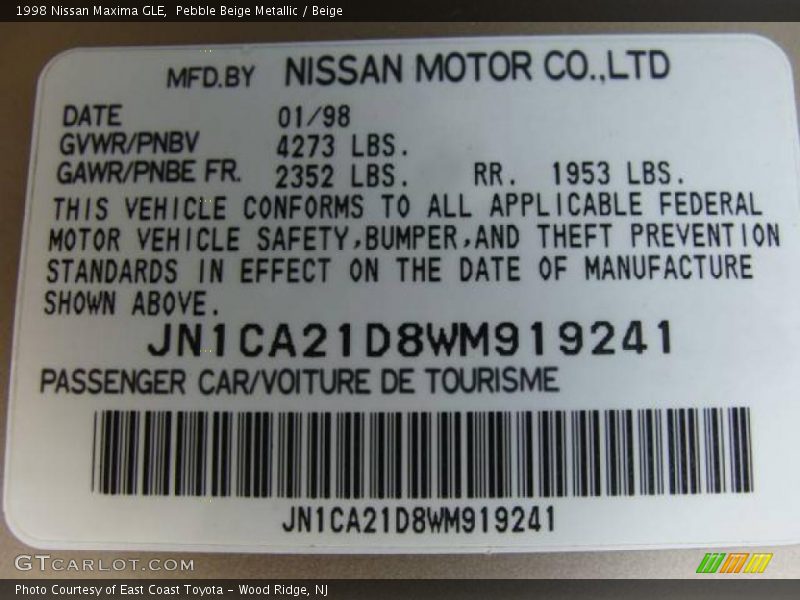 1998 Nissan Maxima GLE,  Pebble Beige Metallic / Beige
MFD.BY NISSAN MOTOR CO.,LTD
DATE 01/98
GVWR/PNBV 4273 LBS.
GAWR/PNBE FR. 2352 LBS. RR. 1953 LBS.
THIS VEHICLE CONFORMS TO ALL APPLICABLE FEDERAL
MOTOR VEHICLE SAFETY,BUMPER,AND THEFT PREVENTION
STANDARDS IN EFFECT ON THE DATE OF MANUFACTURE
SHOWN ABOVE.
JN1CA21D8WM919241
PASSENGER CAR/VOITURE DE TOURISME
JN1CA21D8WM919241
GTCARLOT.COM
Photo Courtesy of East Coast Toyota – Wood Ridge, NJ